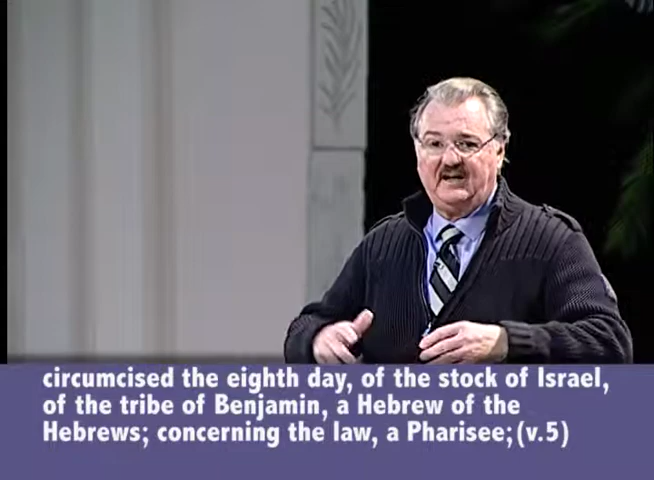 circumcised the eighth day, of the stock of Israel,
of the tribe of Benjamin, a Hebrew of the
Hebrews; concerning the law, a Pharisee;(v.5)